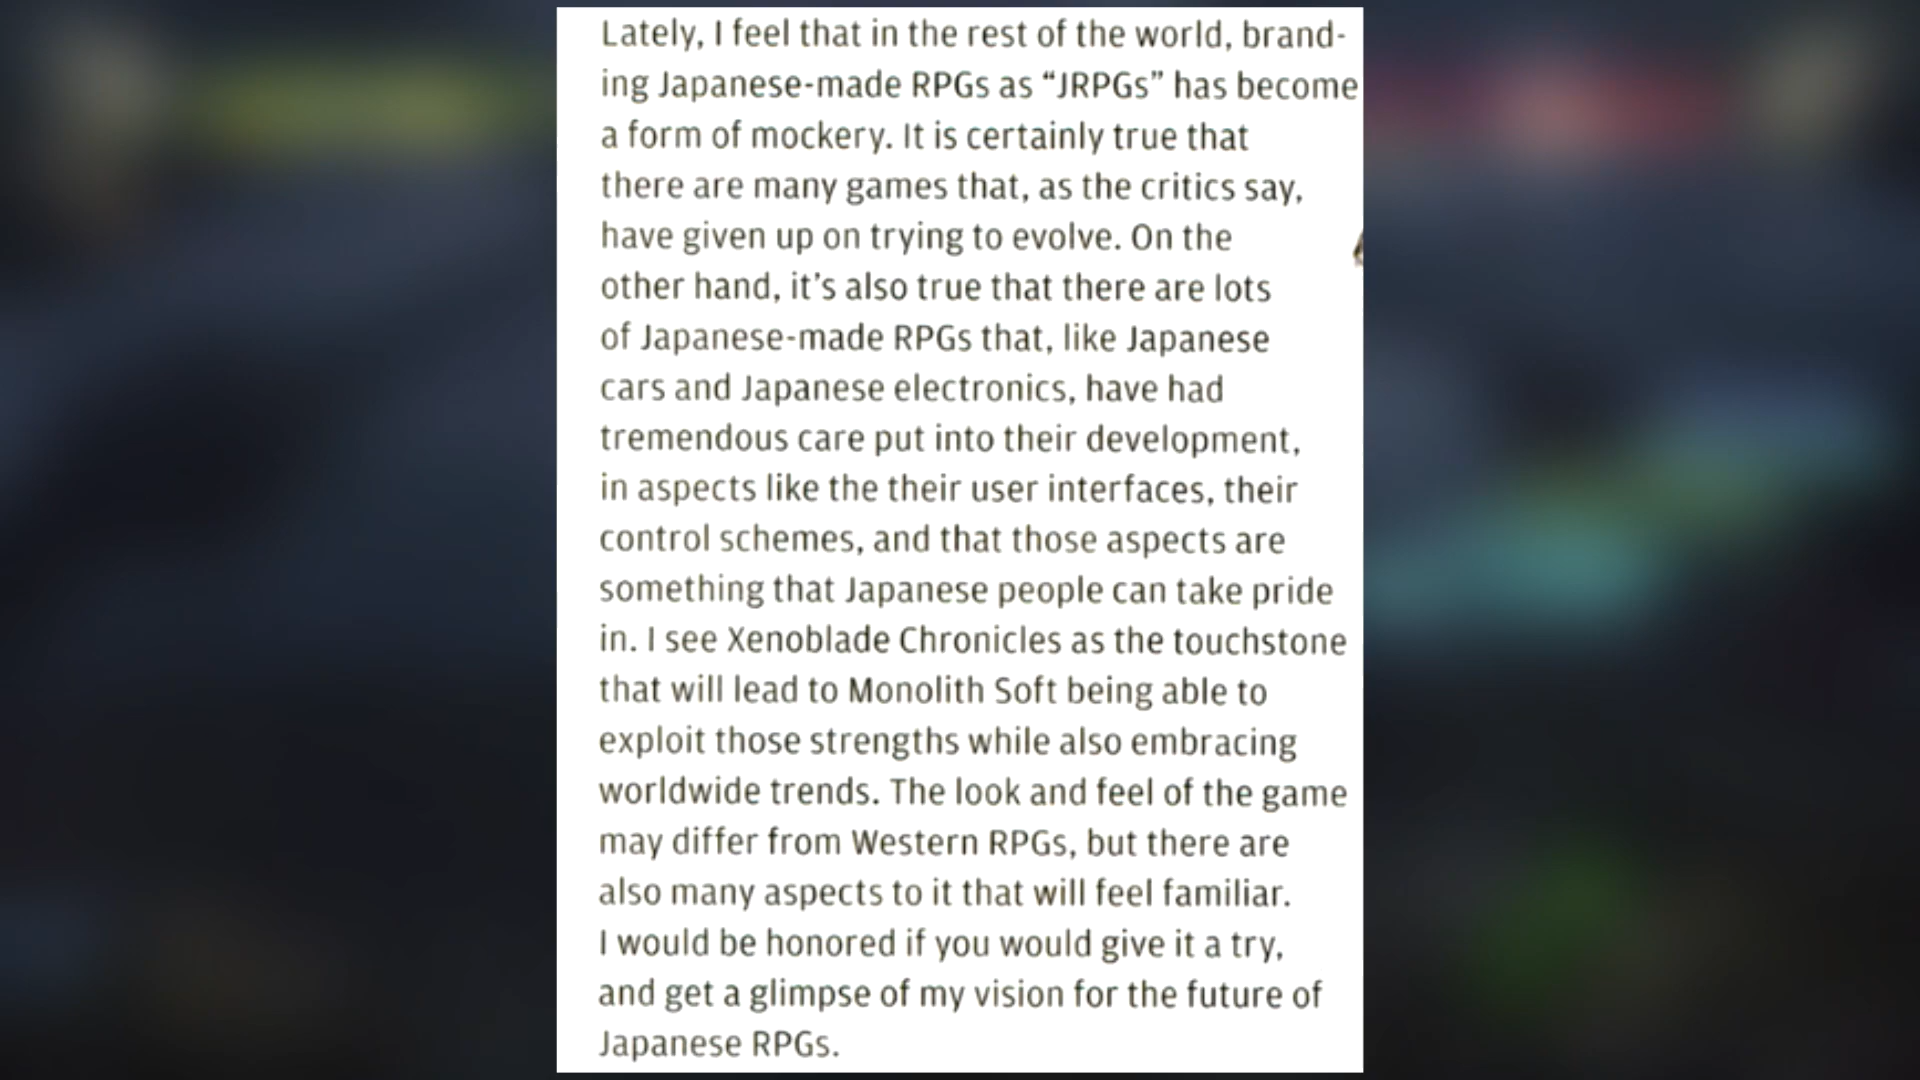 Lately, I feel that in the rest of the world, brand-
ing Japanese-made RPGs as “JRPGs” has become
a form of mockery. It is certainly true that
there are many games that, as the critics say,
have given up on trying to evolve. On the
other hand, it’s also true that there are lots
of Japanese-made RPGs that, like Japanese
cars and Japanese electronics, have had
tremendous care put into their development,
in aspects like the their user interfaces, their
control schemes, and that those aspects are
something that Japanese people can take pride
in. I see Xenoblade Chronicles as the touchstone
that will lead to Monolith Soft being able to
exploit those strengths while also embracing
worldwide trends. The look and feel of the game
may differ from Western RPGs, but there are
also many aspects to it that will feel familiar.
I would be honored if you would give it a try,
and get a glimpse of my vision for the future of
Japanese RPGs.